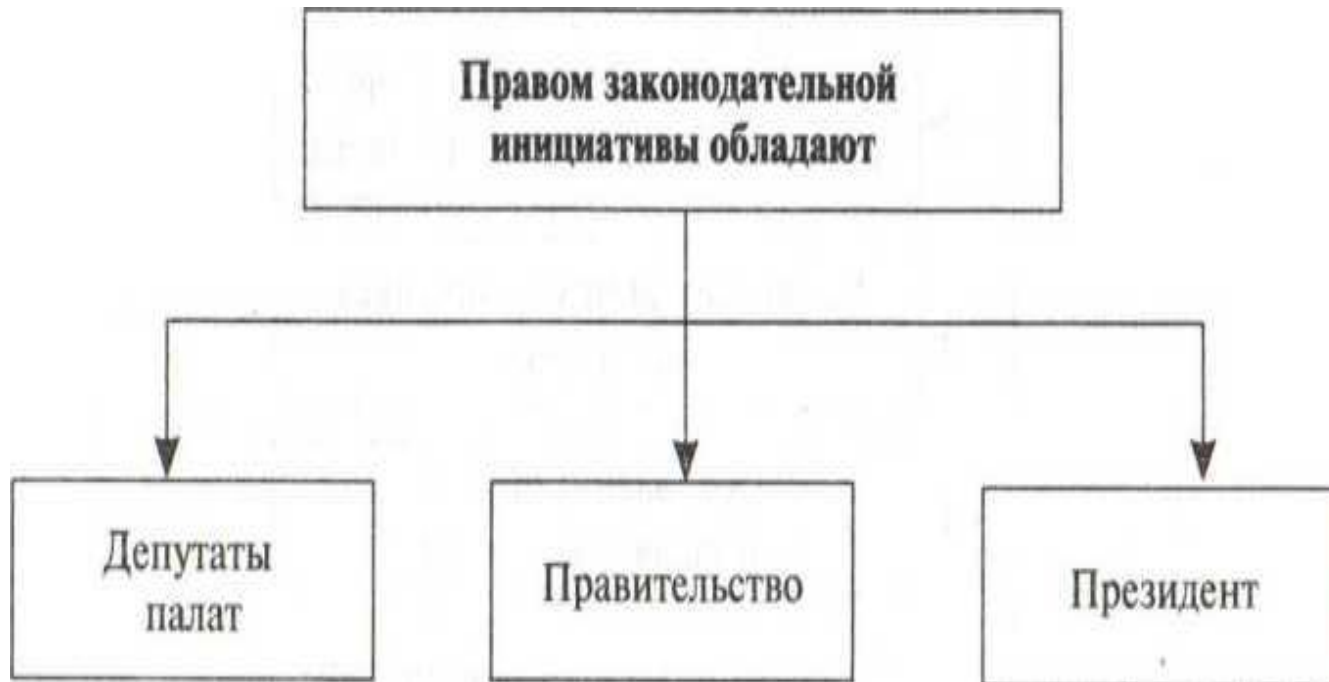 Правом законодательной
инициативы обладают
Депутаты
палат
Правительство
Президент